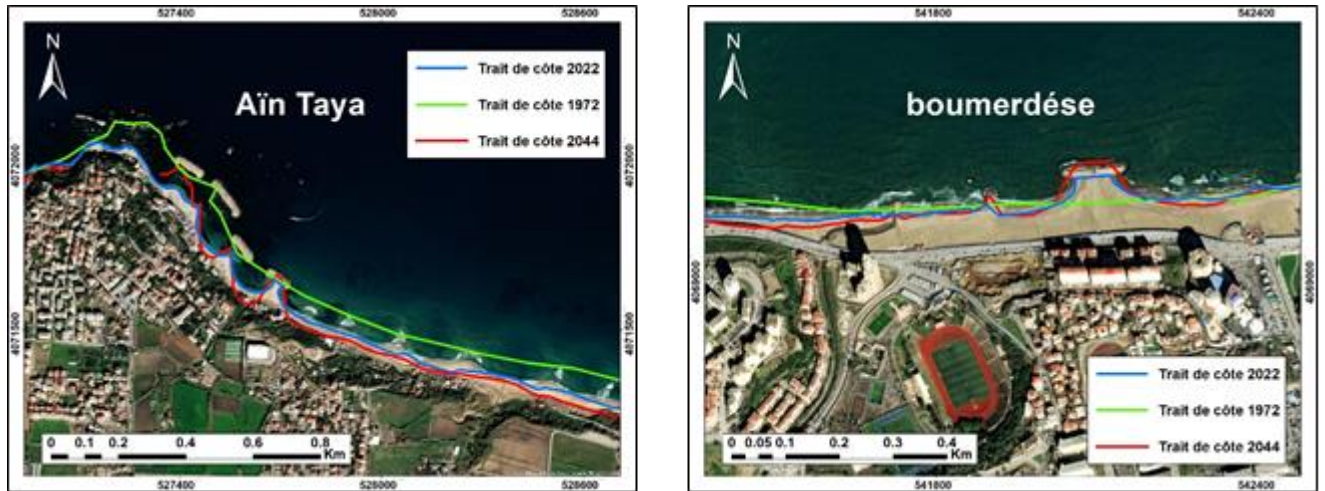 527400 528000 528600
N
Aïn Taya
Trait de côte 2022
Trait de côte 1972
Trait de côte 2044
4072000
4072000
4071500
4071500
0 0.1 0.2 0.4 0.6 0.8
Km
527400 528000 528600
541800 542400
N
boumerdése
4069000
4069000
Trait de côte 2022
Trait de côte 1972
Trait de côte 2044
0 0.05 0.1 0.2 0.3 0.4
Km
541800 542400